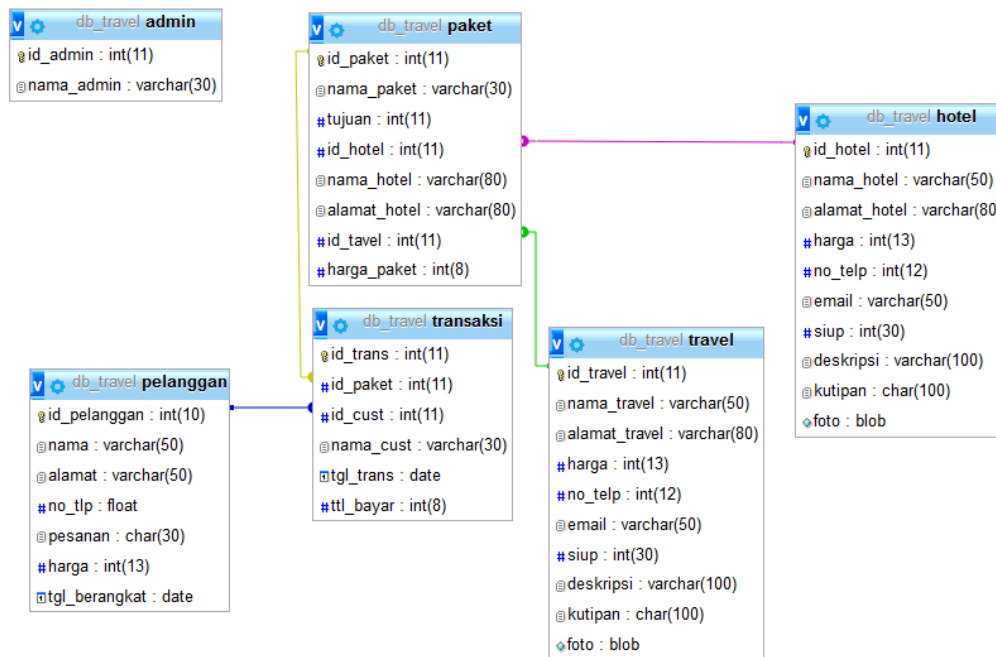 db_travel admin
id_admin : int(11)
nama_admin : varchar(30)
db_travel paket
id_paket : int(11)
nama_paket : varchar(30)
# tujuan : int(11)
# id_hotel : int(11)
nama_hotel : varchar(80)
alamat_hotel : varchar(80)
# id_tavel : int(11)
# harga_paket : int(8)
db_travel hotel
id_hotel : int(11)
nama_hotel : varchar(50)
alamat_hotel : varchar(80
# harga : int(13)
# no_telp : int(12)
email : varchar(50)
# siup : int(30)
deskripsi : varchar(100)
kutipan : char(100)
foto : blob
db_travel transaksi
id_trans : int(11)
# id_paket : int(11)
# id_cust : int(11)
nama_cust : varchar(30)
tgl_trans : date
# ttl_bayar : int(8)
db_travel travel
id_travel : int(11)
nama_travel : varchar(50)
alamat_travel : varchar(80)
# harga : int(13)
# no_telp : int(12)
email : varchar(50)
# siup : int(30)
deskripsi : varchar(100)
kutipan : char(100)
foto : blob
db_travel pelanggan
id_pelanggan : int(10)
nama : varchar(50)
alamat : varchar(50)
# no_tlp : float
pesanan : char(30)
# harga : int(13)
tgl_berangkat : date